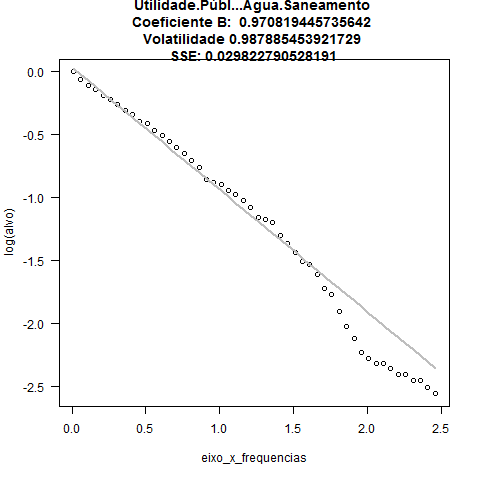 Utilidade.Públ...Água.Saneamento
Coeficiente B:  0.970819445735642
Volatilidade 0.987885453921729
SSE: 0.029822790528191
0.0
-0.5
-1.0
-1.5
-2.0
-2.5
log(alvo)
0.0 0.5 1.0 1.5 2.0 2.5
eixo_x_frequencias